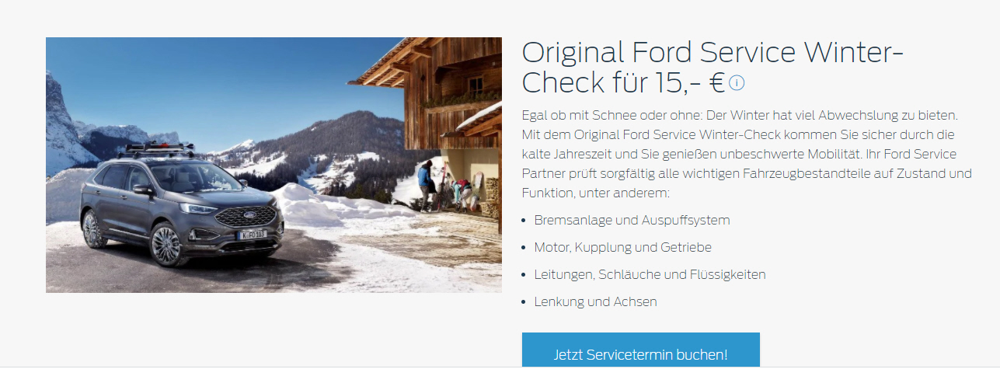 Original Ford Service Winter-
Check für 15,- € i
Egal ob mit Schnee oder ohne: Der Winter hat viel Abwechslung zu bieten.
Mit dem Original Ford Service Winter-Check kommen Sie sicher durch die
kalte Jahreszeit und Sie genießen unbeschwerte Mobilität. Ihr Ford Service
Partner prüft sorgfältig alle wichtigen Fahrzeugbestandteile auf Zustand und
Funktion, unter anderem:
• Bremsanlage und Auspuffsystem
• Motor, Kupplung und Getriebe
• Leitungen, Schläuche und Flüssigkeiten
• Lenkung und Achsen
Jetzt Servicetermin buchen!
Ford
K·FO 103